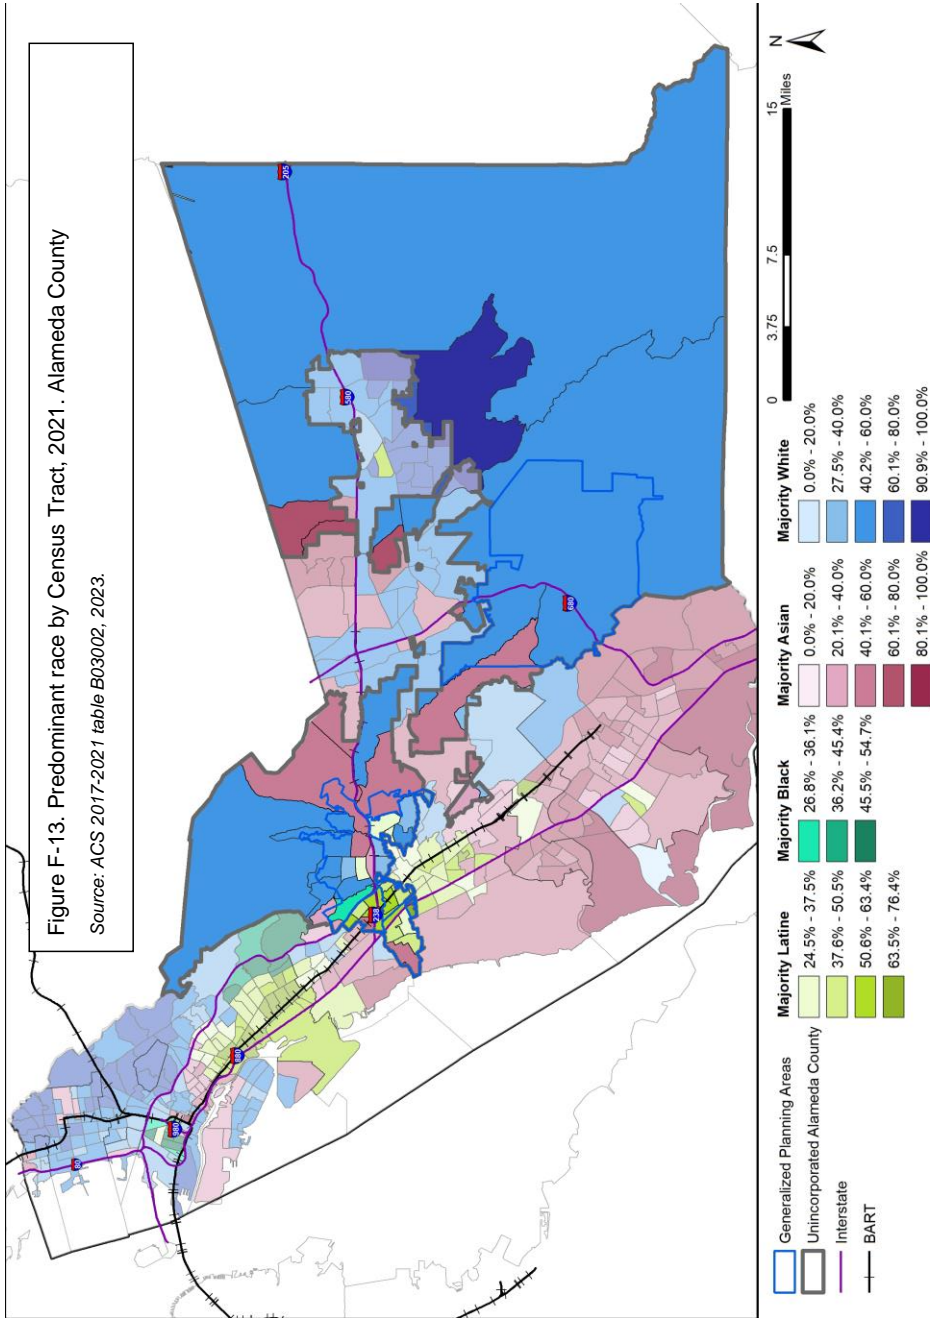 Figure F-13. Predominant race by Census Tract, 2021. Alameda County
Source: ACS 2017-2021 table B03002, 2023.
80
980
880
238
580
205
680
N
0 3.75 7.5 15
Miles
Generalized Planning Areas
Unincorporated Alameda County
Interstate
BART
Majority Latine
24.5% - 37.5%
37.6% - 50.5%
50.6% - 63.4%
63.5% - 76.4%
Majority Black
26.8% - 36.1%
36.2% - 45.4%
45.5% - 54.7%
Majority Asian
0.0% - 20.0%
20.1% - 40.0%
40.1% - 60.0%
60.1% - 80.0%
80.1% - 100.0%
Majority White
0.0% - 20.0%
27.5% - 40.0%
40.2% - 60.0%
60.1% - 80.0%
90.9% - 100.0%